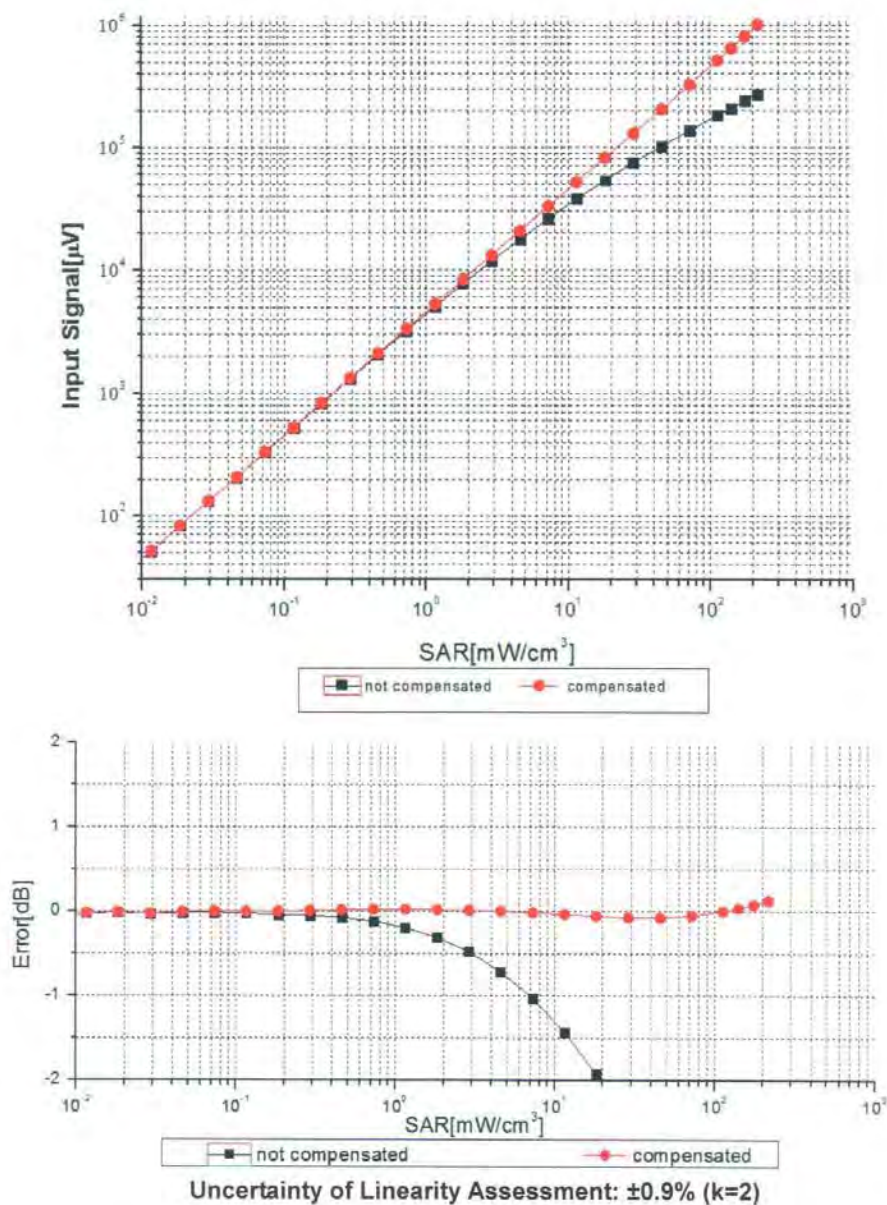 10⁶
10⁵
10⁴
10³
10²
Input Signal[µV]
10⁻² 10⁻¹ 10⁰ 10¹ 10² 10³
SAR[mW/cm³]
not compensated compensated
2
1
0
-1
-2
Error[dB]
10⁻² 10⁻¹ 10⁰ 10¹ 10² 10³
SAR[mW/cm³]
not compensated compensated
Uncertainty of Linearity Assessment: ±0.9% (k=2)